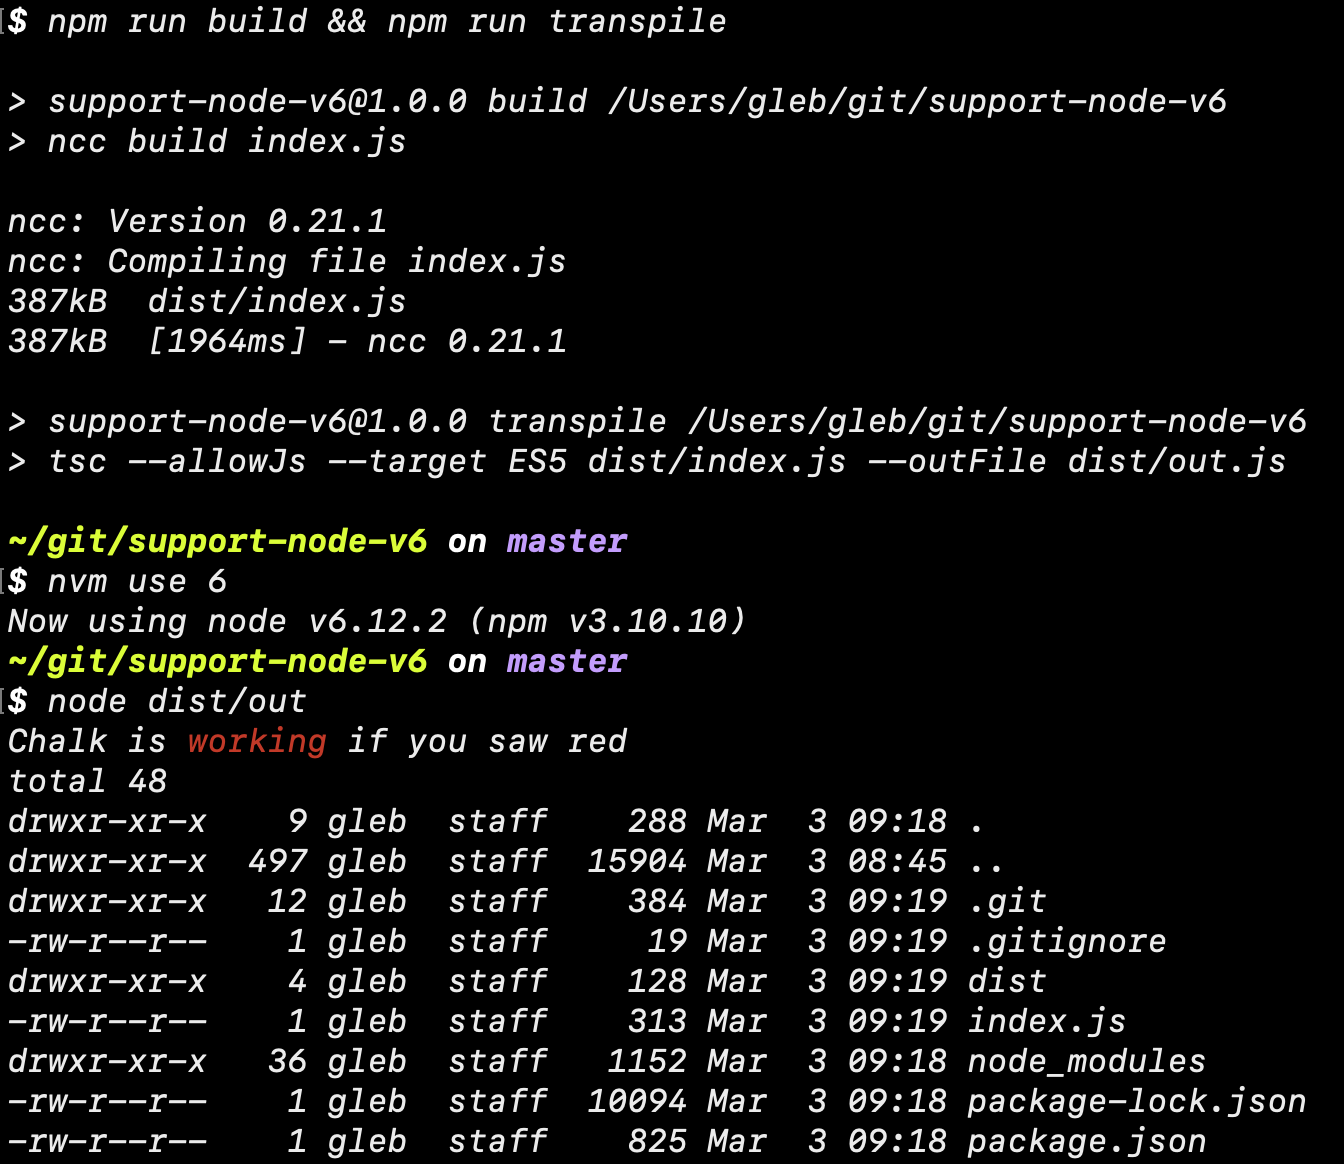 $ npm run build && npm run transpile
> support-node-v6@1.0.0 build /Users/gleb/git/support-node-v6
> ncc build index.js
ncc: Version 0.21.1
ncc: Compiling file index.js
387kB  dist/index.js
387kB  [1964ms] - ncc 0.21.1
> support-node-v6@1.0.0 transpile /Users/gleb/git/support-node-v6
> tsc --allowJs --target ES5 dist/index.js --outFile dist/out.js
~/git/support-node-v6 on master
$ nvm use 6
Now using node v6.12.2 (npm v3.10.10)
~/git/support-node-v6 on master
$ node dist/out
Chalk is working if you saw red
total 48
drwxr-xr-x    9 gleb  staff    288 Mar  3 09:18 .
drwxr-xr-x  497 gleb  staff  15904 Mar  3 08:45 ..
drwxr-xr-x   12 gleb  staff    384 Mar  3 09:19 .git
-rw-r--r--    1 gleb  staff     19 Mar  3 09:19 .gitignore
drwxr-xr-x    4 gleb  staff    128 Mar  3 09:19 dist
-rw-r--r--    1 gleb  staff    313 Mar  3 09:19 index.js
drwxr-xr-x   36 gleb  staff   1152 Mar  3 09:18 node_modules
-rw-r--r--    1 gleb  staff  10094 Mar  3 09:18 package-lock.json
-rw-r--r--    1 gleb  staff    825 Mar  3 09:18 package.json